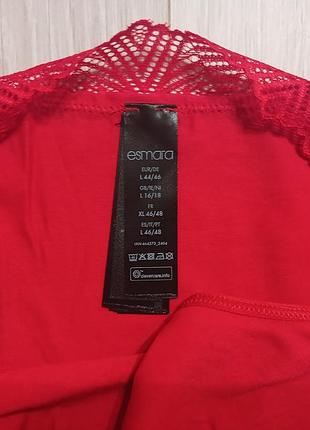 esmara
EUR/DE
L 44/46
GB/IE/NI
L 16/18
FR
XL 46/48
ES/IT/PT
L 46/48
IAN 464373_2404
clevercare.info